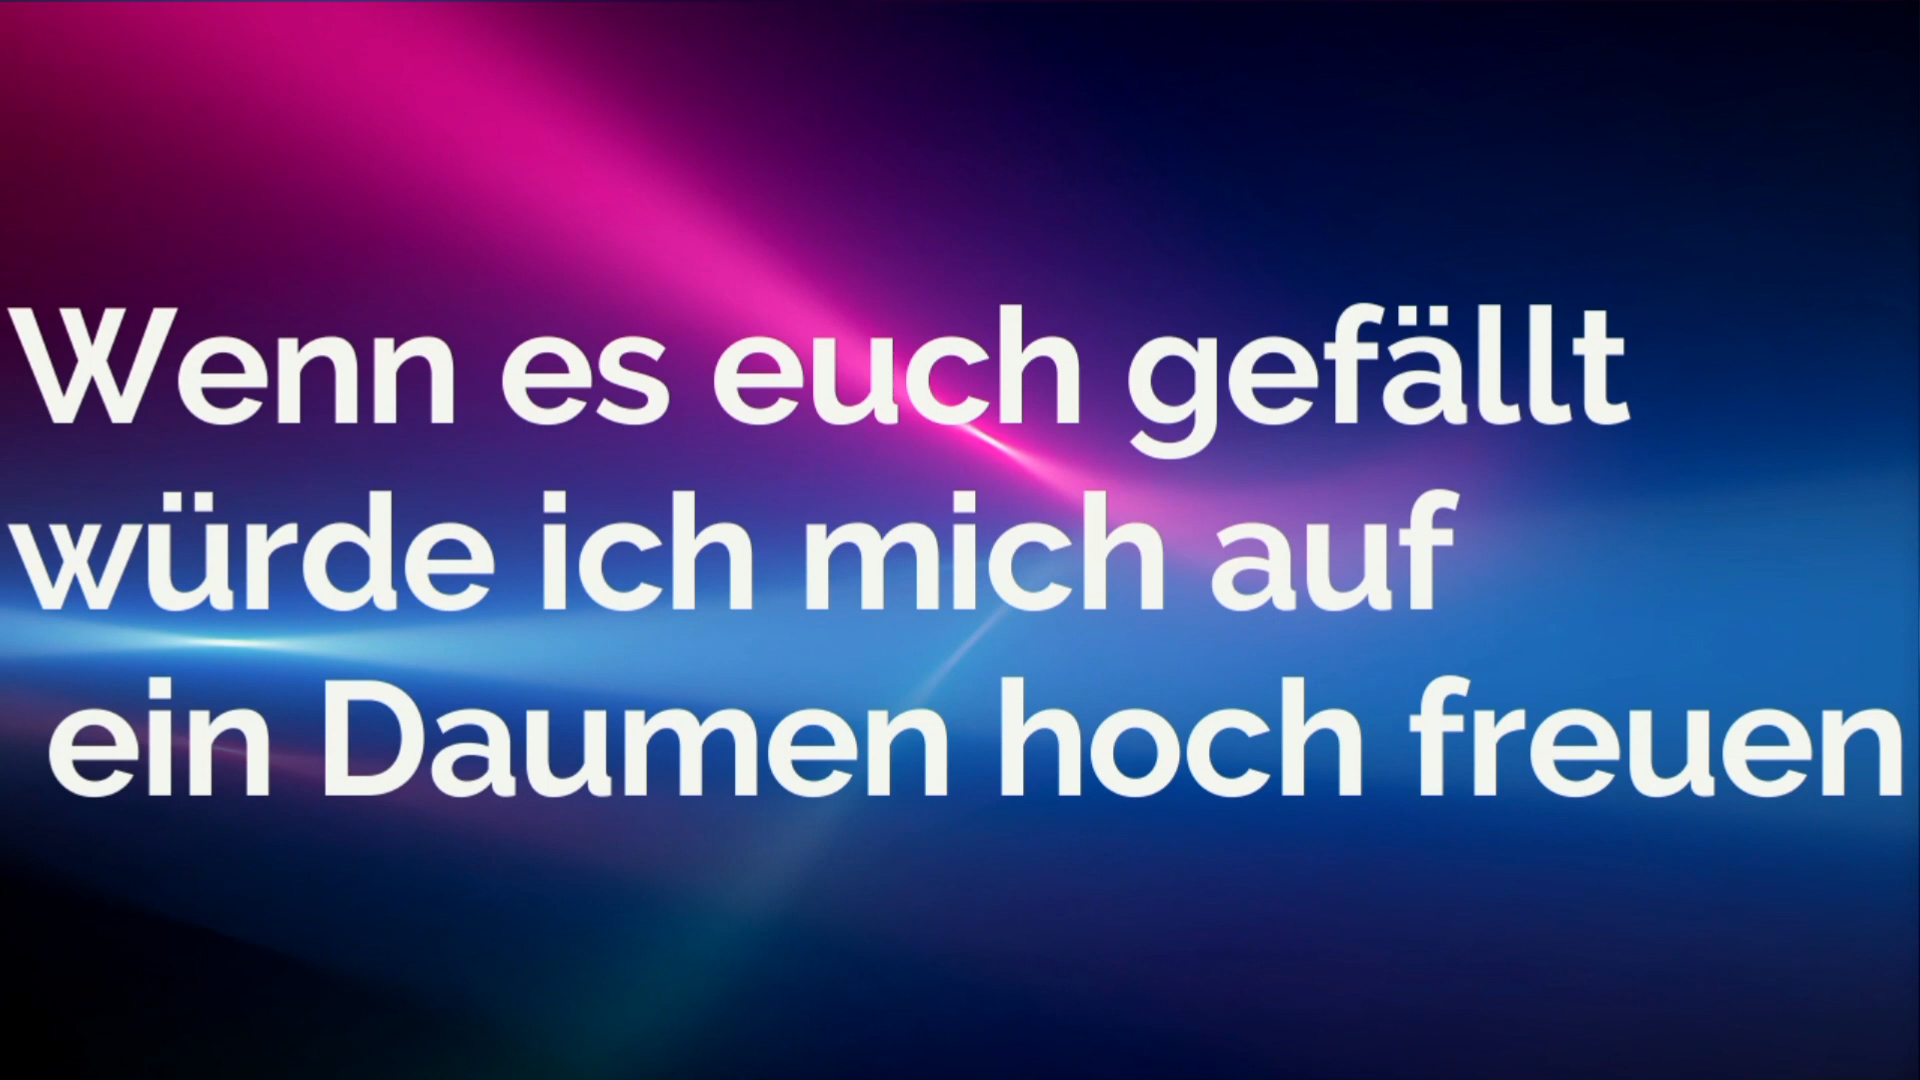 Wenn es euch gefällt
würde ich mich auf
ein Daumen hoch freuen